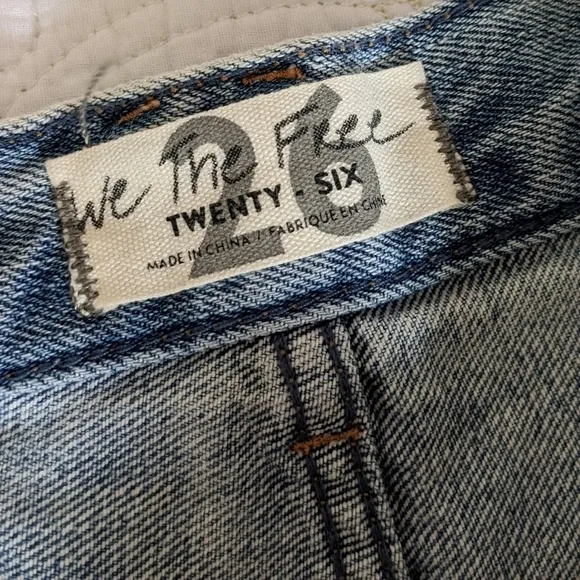 We The Free
26
TWENTY - SIX
MADE IN CHINA / FABRIQUE EN CHINE